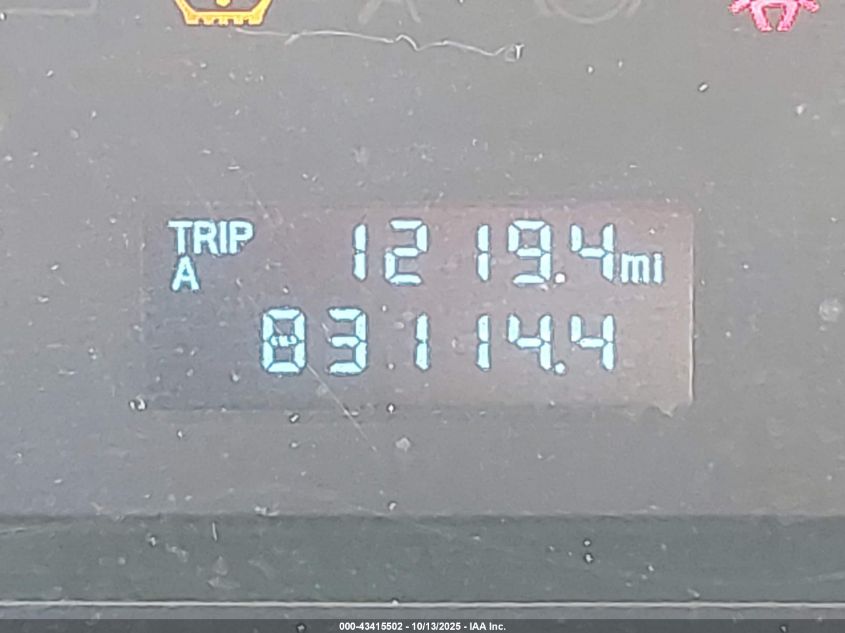 TRIP 1219.4mi
A
83114.4
000-43415502 - 10/13/2025 - IAA Inc.